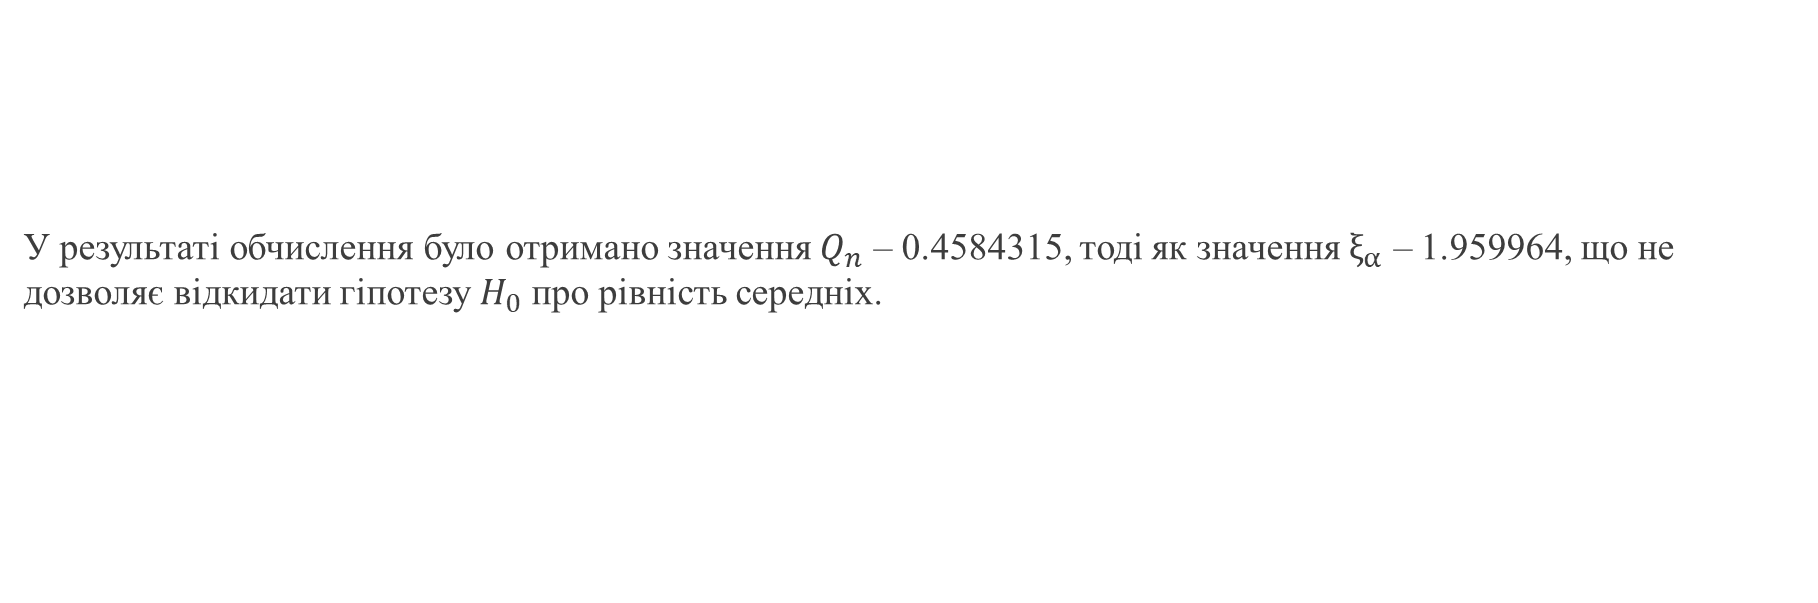 У результаті обчислення було отримано значення Qₙ – 0.4584315, тоді як значення ξα – 1.959964, що не
дозволяє відкидати гіпотезу H₀ про рівність середніх.